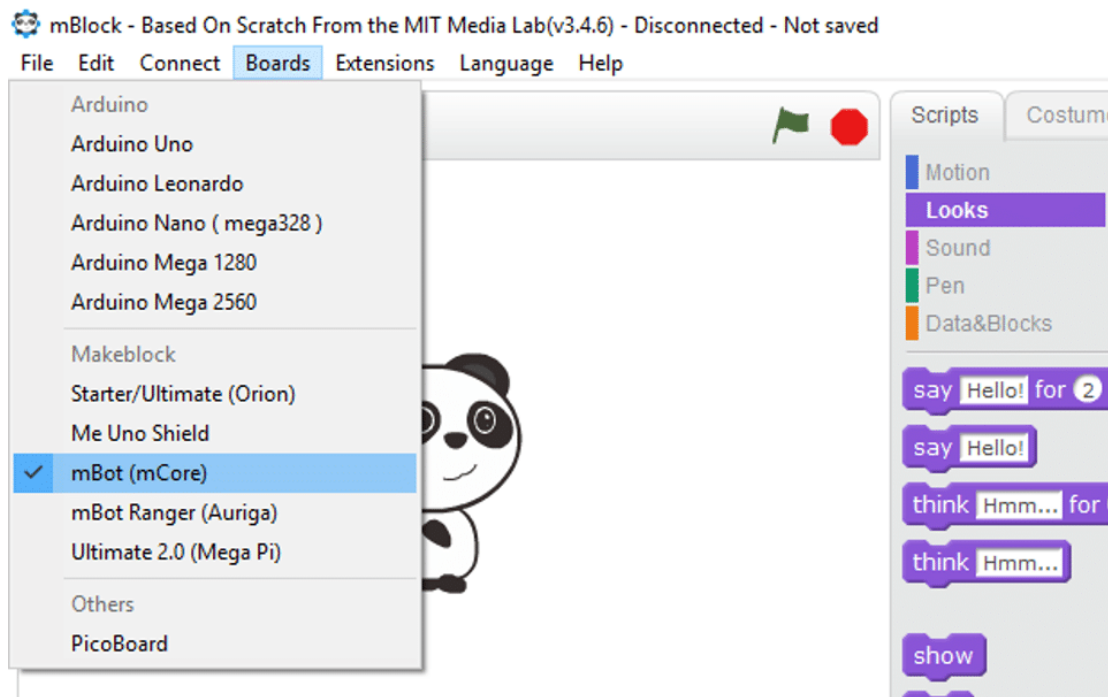 mBlock - Based On Scratch From the MIT Media Lab(v3.4.6) - Disconnected - Not saved
File Edit Connect Boards Extensions Language Help
Arduino
Arduino Uno
Arduino Leonardo
Arduino Nano ( mega328 )
Arduino Mega 1280
Arduino Mega 2560
Makeblock
Starter/Ultimate (Orion)
Me Uno Shield
mBot (mCore)
mBot Ranger (Auriga)
Ultimate 2.0 (Mega Pi)
Others
PicoBoard
Scripts Costum
Motion
Looks
Sound
Pen
Data&Blocks
say Hello! for 2
say Hello!
think Hmm... for
think Hmm...
show